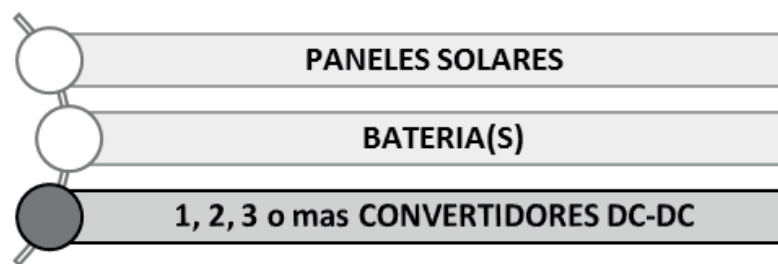 PANELES SOLARES
BATERIA(S)
1, 2, 3 o mas CONVERTIDORES DC-DC